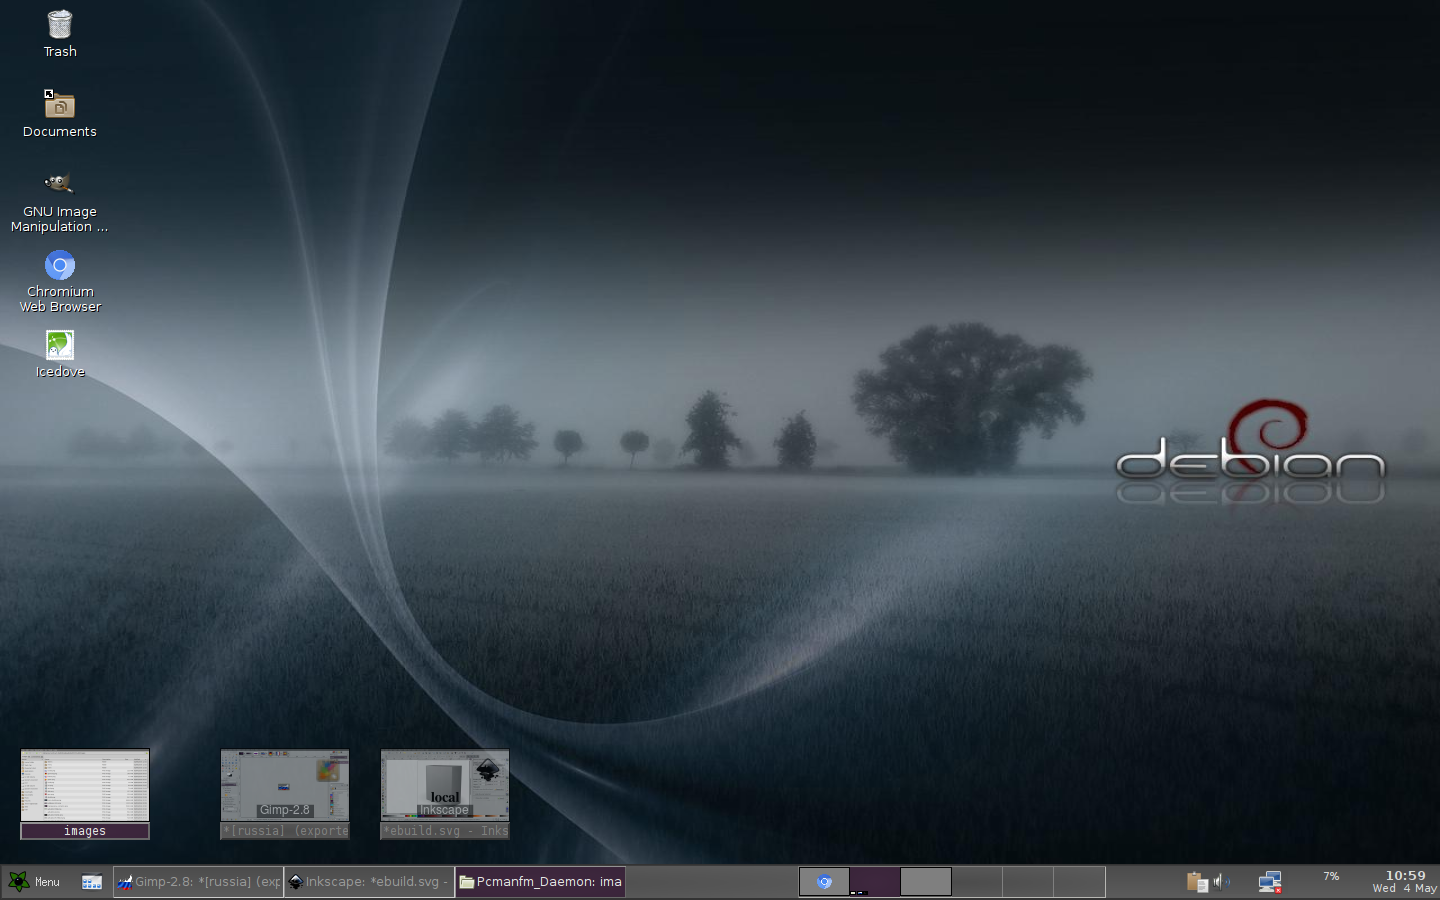 Trash
Documents
GNU Image
Manipulation ...
Chromium
Web Browser
Icedove
debian
local
Gimp-2.8
Inkscape
images
*[russia] (exporte
*ebuild.svg - Inks
Menu
Gimp-2.8: *[russia] (exp
Inkscape: *ebuild.svg -
Pcmanfm_Daemon: ima
7%
10:59
Wed 4 May